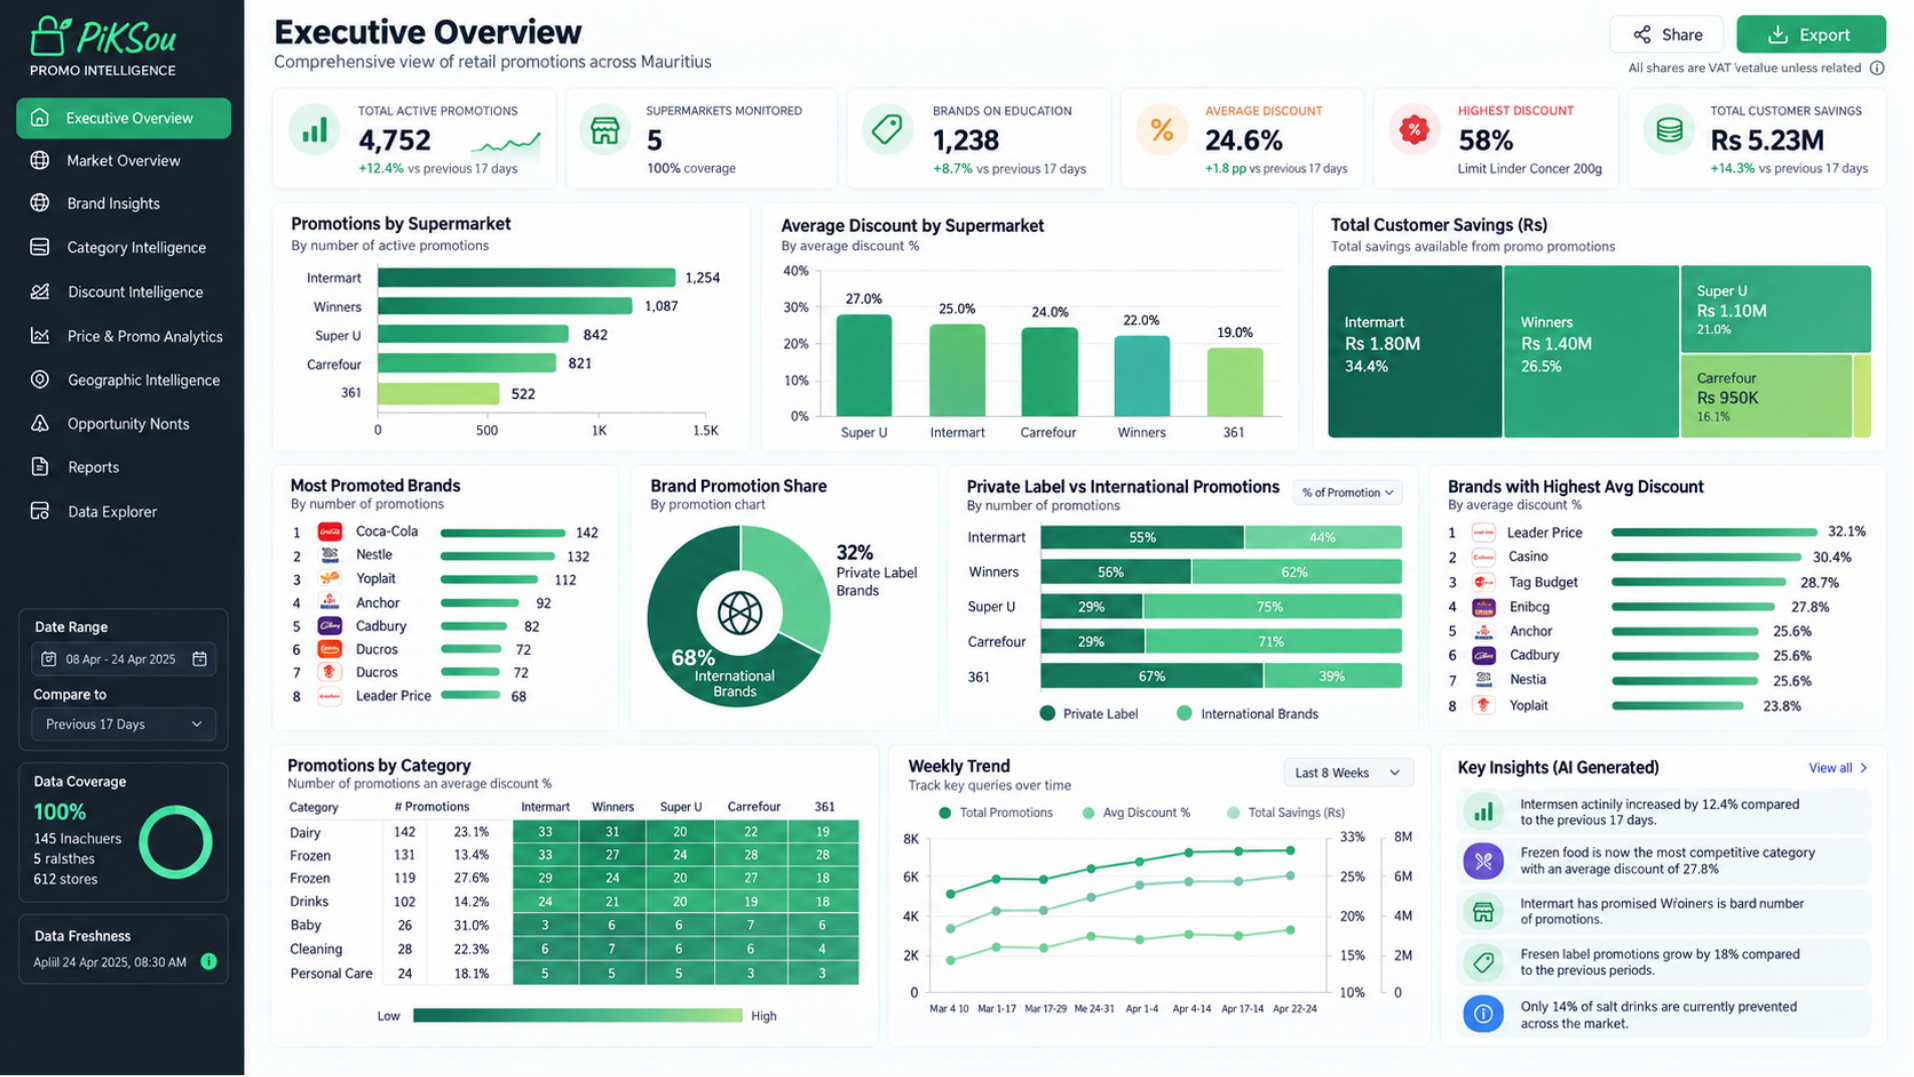 PiKSou
PROMO INTELLIGENCE
Executive Overview
Market Overview
Brand Insights
Category Intelligence
Discount Intelligence
Price & Promo Analytics
Geographic Intelligence
Opportunity Nonts
Reports
Data Explorer
Date Range
08 Apr - 24 Apr 2025
Compare to
Previous 17 Days
Data Coverage
100%
145 Inachuers
5 ralsthes
612 stores
Data Freshness
Apliil 24 Apr 2025, 08:30 AM
Executive Overview
Comprehensive view of retail promotions across Mauritius
Share
Export
All shares are VAT vetalue unless related
TOTAL ACTIVE PROMOTIONS
4,752
+12.4% vs previous 17 days
SUPERMARKETS MONITORED
5
100% coverage
BRANDS ON EDUCATION
1,238
+8.7% vs previous 17 days
AVERAGE DISCOUNT
24.6%
+1.8 pp vs previous 17 days
HIGHEST DISCOUNT
58%
Limit Linder Concer 200g
TOTAL CUSTOMER SAVINGS
Rs 5.23M
+14.3% vs previous 17 days
Promotions by Supermarket
By number of active promotions
Intermart 1,254
Winners 1,087
Super U 842
Carrefour 821
361 522
0 500 1K 1.5K
Average Discount by Supermarket
By average discount %
40%
30%
20%
10%
0%
27.0% 25.0% 24.0% 22.0% 19.0%
Super U Intermart Carrefour Winners 361
Total Customer Savings (Rs)
Total savings available from promo promotions
Intermart
Rs 1.80M
34.4%
Winners
Rs 1.40M
26.5%
Super U
Rs 1.10M
21.0%
Carrefour
Rs 950K
16.1%
Most Promoted Brands
By number of promotions
1 Coca-Cola 142
2 Nestle 132
3 Yoplait 112
4 Anchor 92
5 Cadbury 82
6 Ducros 72
7 Ducros 72
8 Leader Price 68
Brand Promotion Share
By promotion chart
32%
Private Label
Brands
68%
International
Brands
Private Label vs International Promotions
By number of promotions
% of Promotion
Intermart 55% 44%
Winners 56% 62%
Super U 29% 75%
Carrefour 29% 71%
361 67% 39%
Private Label International Brands
Brands with Highest Avg Discount
By average discount %
1 Leader Price 32.1%
2 Casino 30.4%
3 Tag Budget 28.7%
4 Enibcg 27.8%
5 Anchor 25.6%
6 Cadbury 25.6%
7 Nestia 25.6%
8 Yoplait 23.8%
Promotions by Category
Number of promotions an average discount %
Category # Promotions Intermart Winners Super U Carrefour 361
Dairy 142 23.1% 33 31 20 22 19
Frozen 131 13.4% 33 27 24 28 28
Frozen 119 27.6% 29 24 20 27 18
Drinks 102 14.2% 24 21 20 19 18
Baby 26 31.0% 3 6 6 7 6
Cleaning 28 22.3% 6 7 6 6 4
Personal Care 24 18.1% 5 5 5 3 3
Low High
Weekly Trend
Track key queries over time
Last 8 Weeks
Total Promotions Avg Discount % Total Savings (Rs)
8K 33% 8M
6K 25% 6M
4K 20% 4M
2K 15% 2M
0 10% 0
Mar 4 10 Mar 1-17 Mar 17-29 Me 24-31 Apr 1-4 Apr 4-14 Apr 17-14 Apr 22-24
Key Insights (AI Generated)
View all
Intermsen actinily increased by 12.4% compared
to the previous 17 days.
Frezen food is now the most competitive category
with an average discount of 27.8%
Intermart has promised Wroiners is bard number
of promotions.
Fresen label promotions grow by 18% compared
to the previous periods.
Only 14% of salt drinks are currently prevented
across the market.